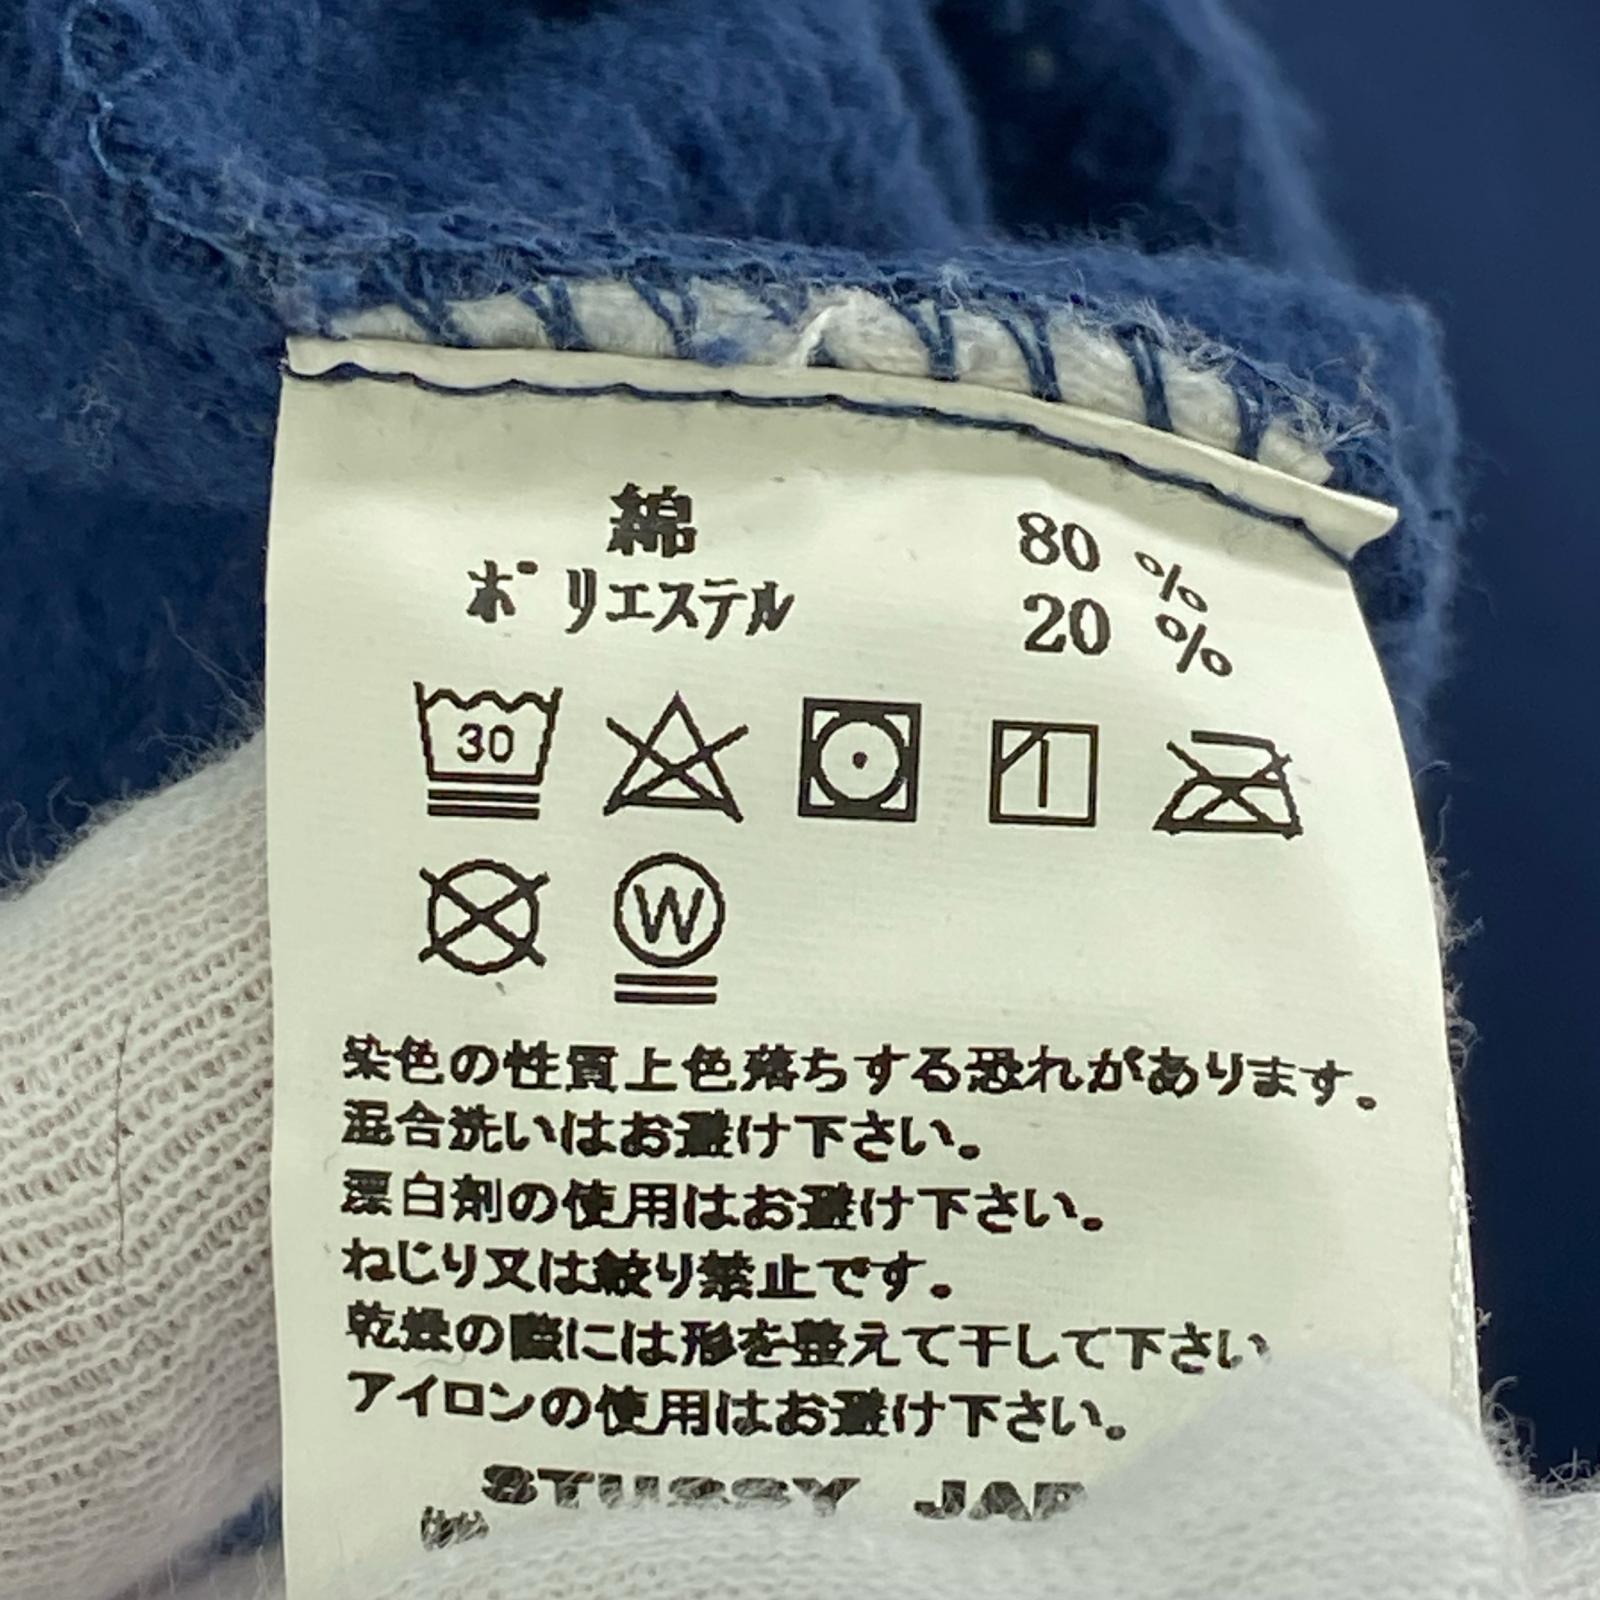 綿 80 %
ポリエステル 20 %
30
W
染色の性質上色落ちする恐れがあります。
混合洗いはお避け下さい。
漂白剤の使用はお避け下さい。
ねじり又は絞り禁止です。
乾燥の際には形を整えて干して下さい
アイロンの使用はお避け下さい。
STUSSY JAP